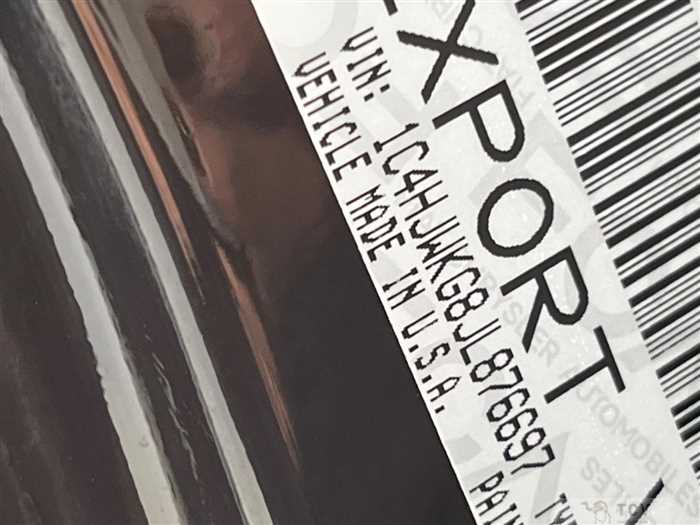 EXPORT
VIN: 1C4HJWKG8JL876697
VEHICLE MADE IN U.S.A.